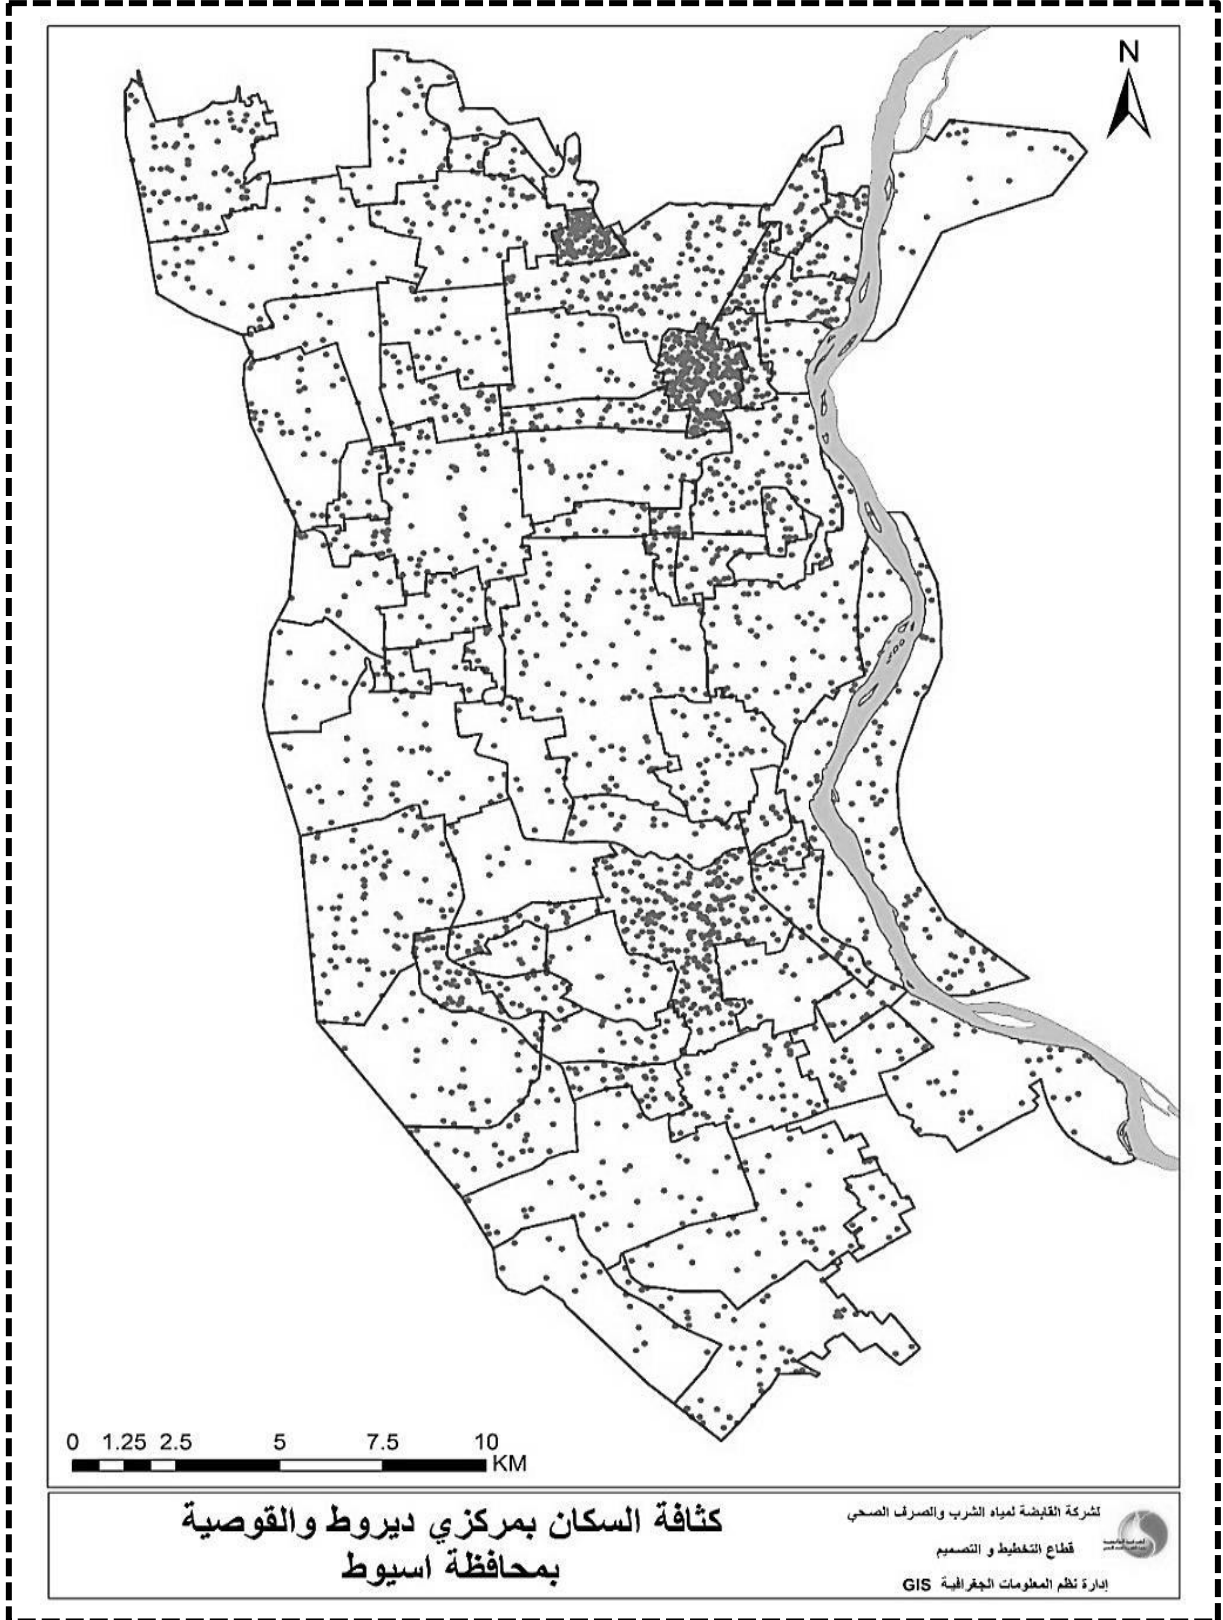 N
0 1.25 2.5 5 7.5 10
KM
كثافة السكان بمركزي ديروط والقوصية
بمحافظة اسيوط
لشركة القابضة لمياه الشرب والصرف الصحي
قطاع التخطيط و التصميم
إدارة نظم المعلومات الجغرافية GIS